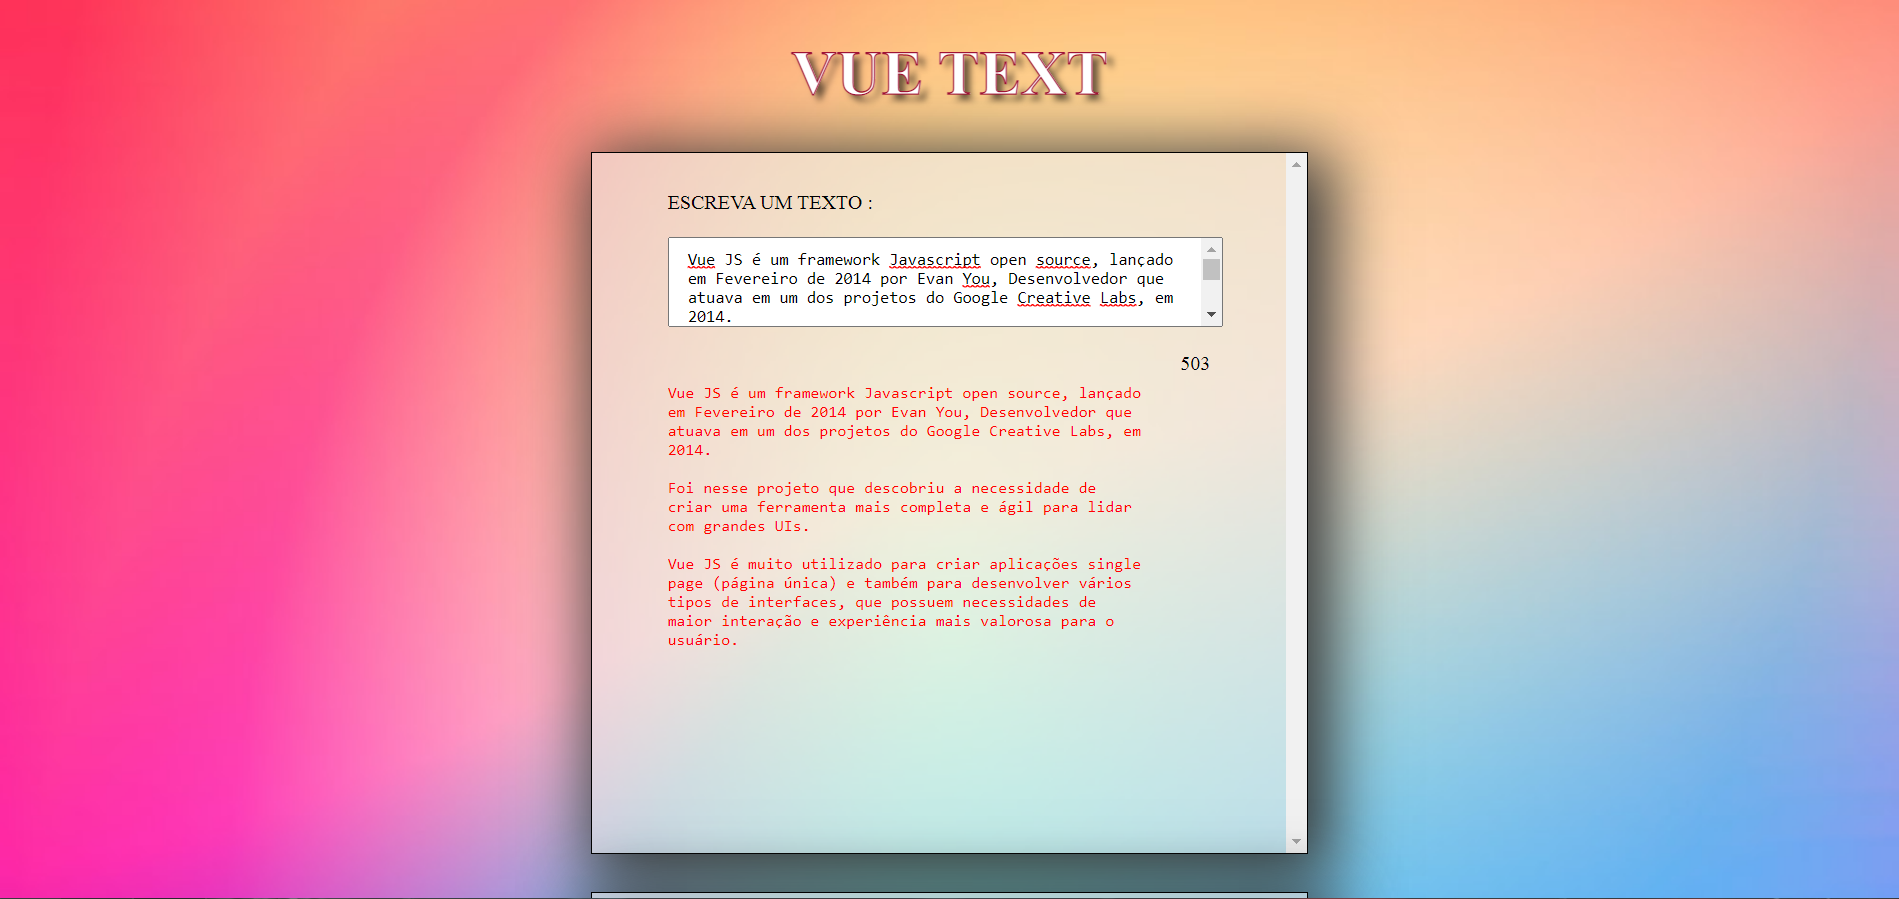 VUE TEXT
ESCREVA UM TEXTO :
Vue JS é um framework Javascript open source, lançado
em Fevereiro de 2014 por Evan You, Desenvolvedor que
atuava em um dos projetos do Google Creative Labs, em
2014.
503
Vue JS é um framework Javascript open source, lançado
em Fevereiro de 2014 por Evan You, Desenvolvedor que
atuava em um dos projetos do Google Creative Labs, em
2014.
Foi nesse projeto que descobriu a necessidade de
criar uma ferramenta mais completa e ágil para lidar
com grandes UIs.
Vue JS é muito utilizado para criar aplicações single
page (página única) e também para desenvolver vários
tipos de interfaces, que possuem necessidades de
maior interação e experiência mais valorosa para o
usuário.